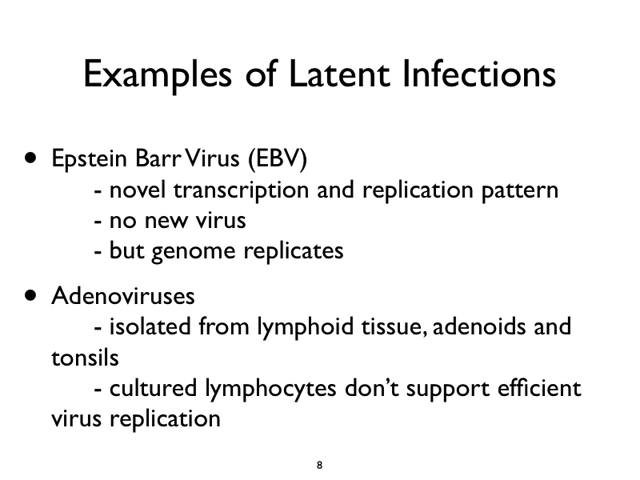 Examples of Latent Infections
• Epstein Barr Virus (EBV)
- novel transcription and replication pattern
- no new virus
- but genome replicates
• Adenoviruses
- isolated from lymphoid tissue, adenoids and
tonsils
- cultured lymphocytes don't support efficient
virus replication
8